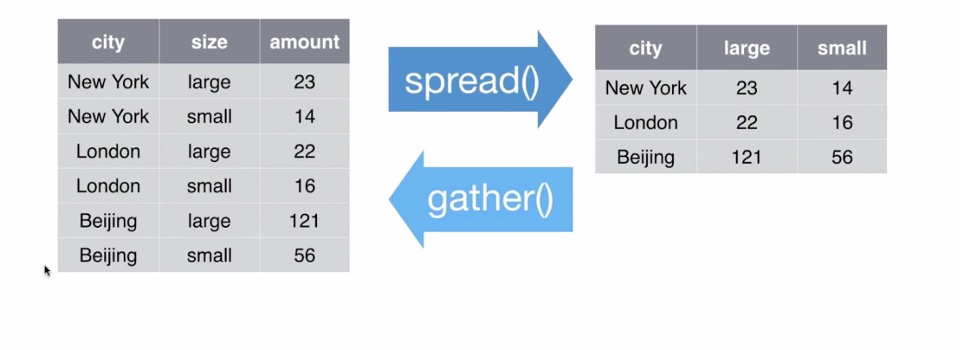 city size amount
New York large 23
New York small 14
London large 22
London small 16
Beijing large 121
Beijing small 56
spread()
gather()
city large small
New York 23 14
London 22 16
Beijing 121 56